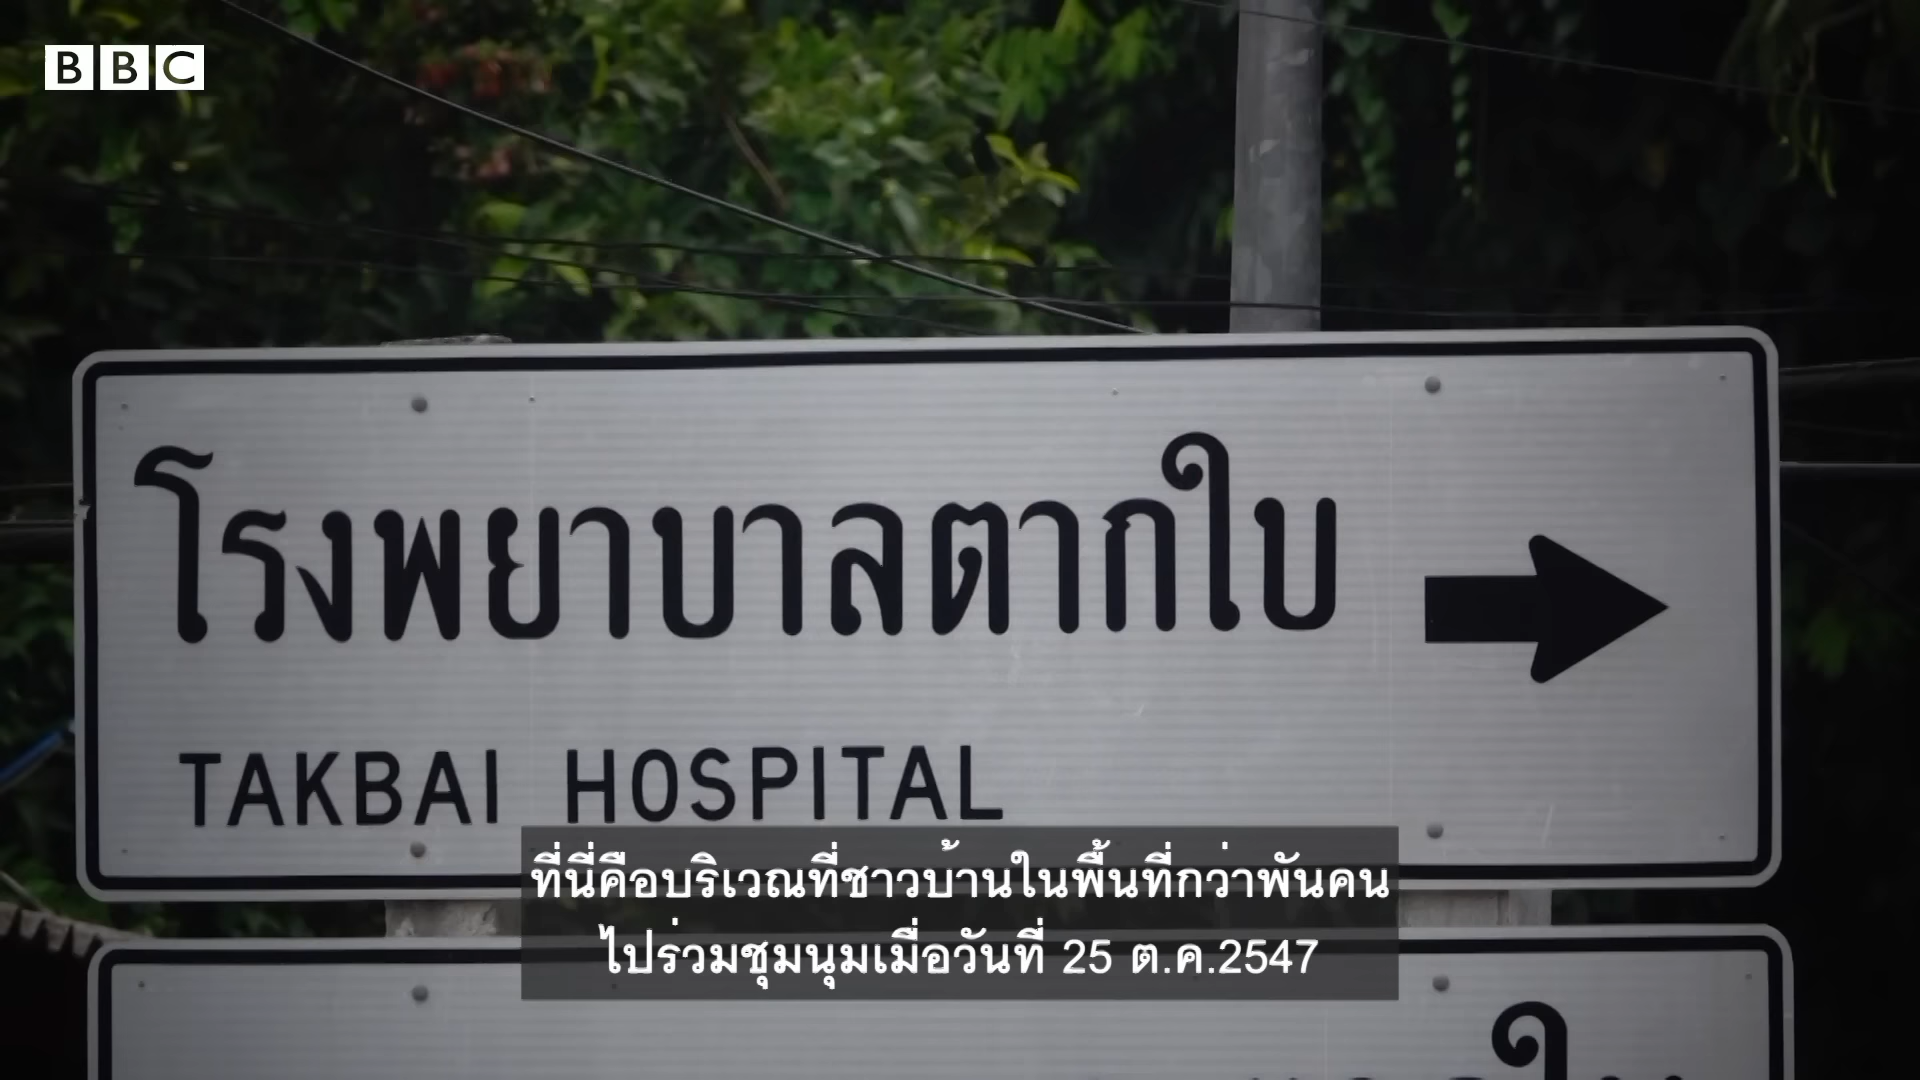 BBC
โรงพยาบาลตากใบ
TAKBAI HOSPITAL
ที่นี่คือบริเวณที่ชาวบ้านในพื้นที่กว่าพันคน
ไปร่วมชุมนุมเมื่อวันที่ 25 ต.ค.2547